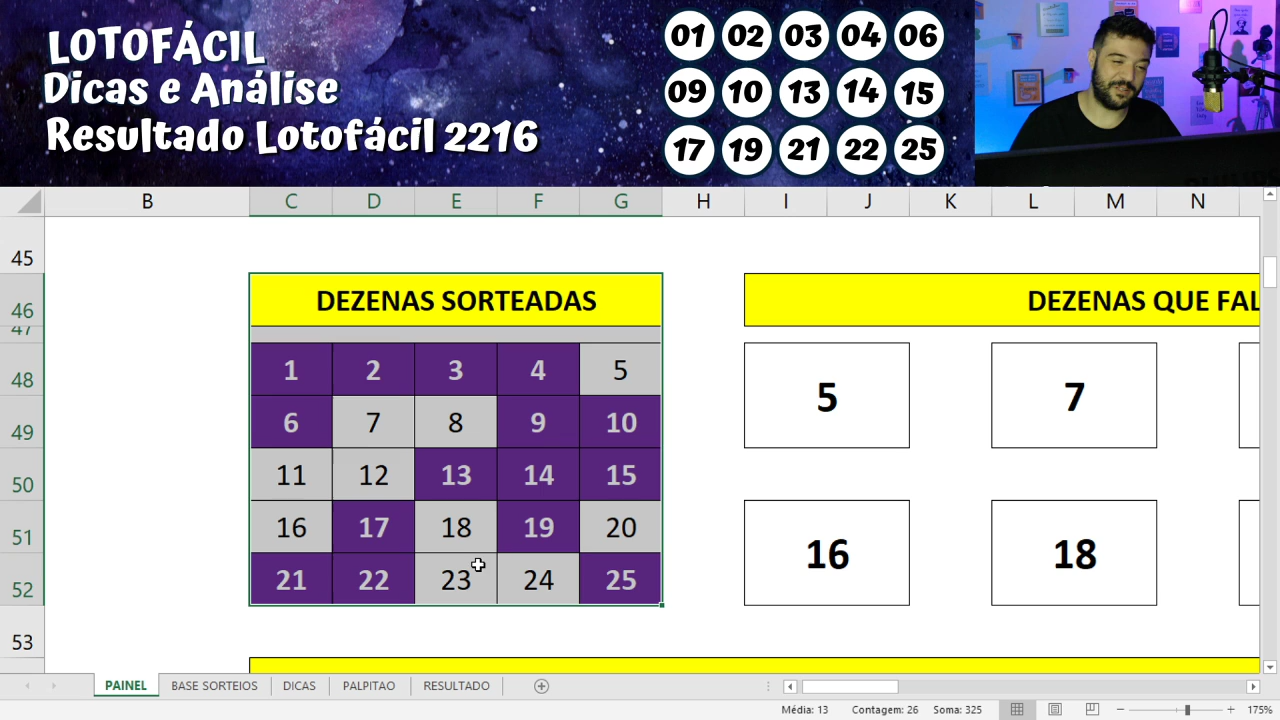 LOTOFÁCIL
Dicas e Análise
Resultado Lotofácil 2216
01 02 03 04 06
09 10 13 14 15
17 19 21 22 25
B C D E F G H I J K L M N
45
46
47
48
49
50
51
52
53
DEZENAS SORTEADAS
1 2 3 4 5
6 7 8 9 10
11 12 13 14 15
16 17 18 19 20
21 22 23 24 25
DEZENAS QUE FAL
5 7
16 18
PAINEL BASE SORTEIOS DICAS PALPITAO RESULTADO
Média: 13 Contagem: 26 Soma: 325 175%